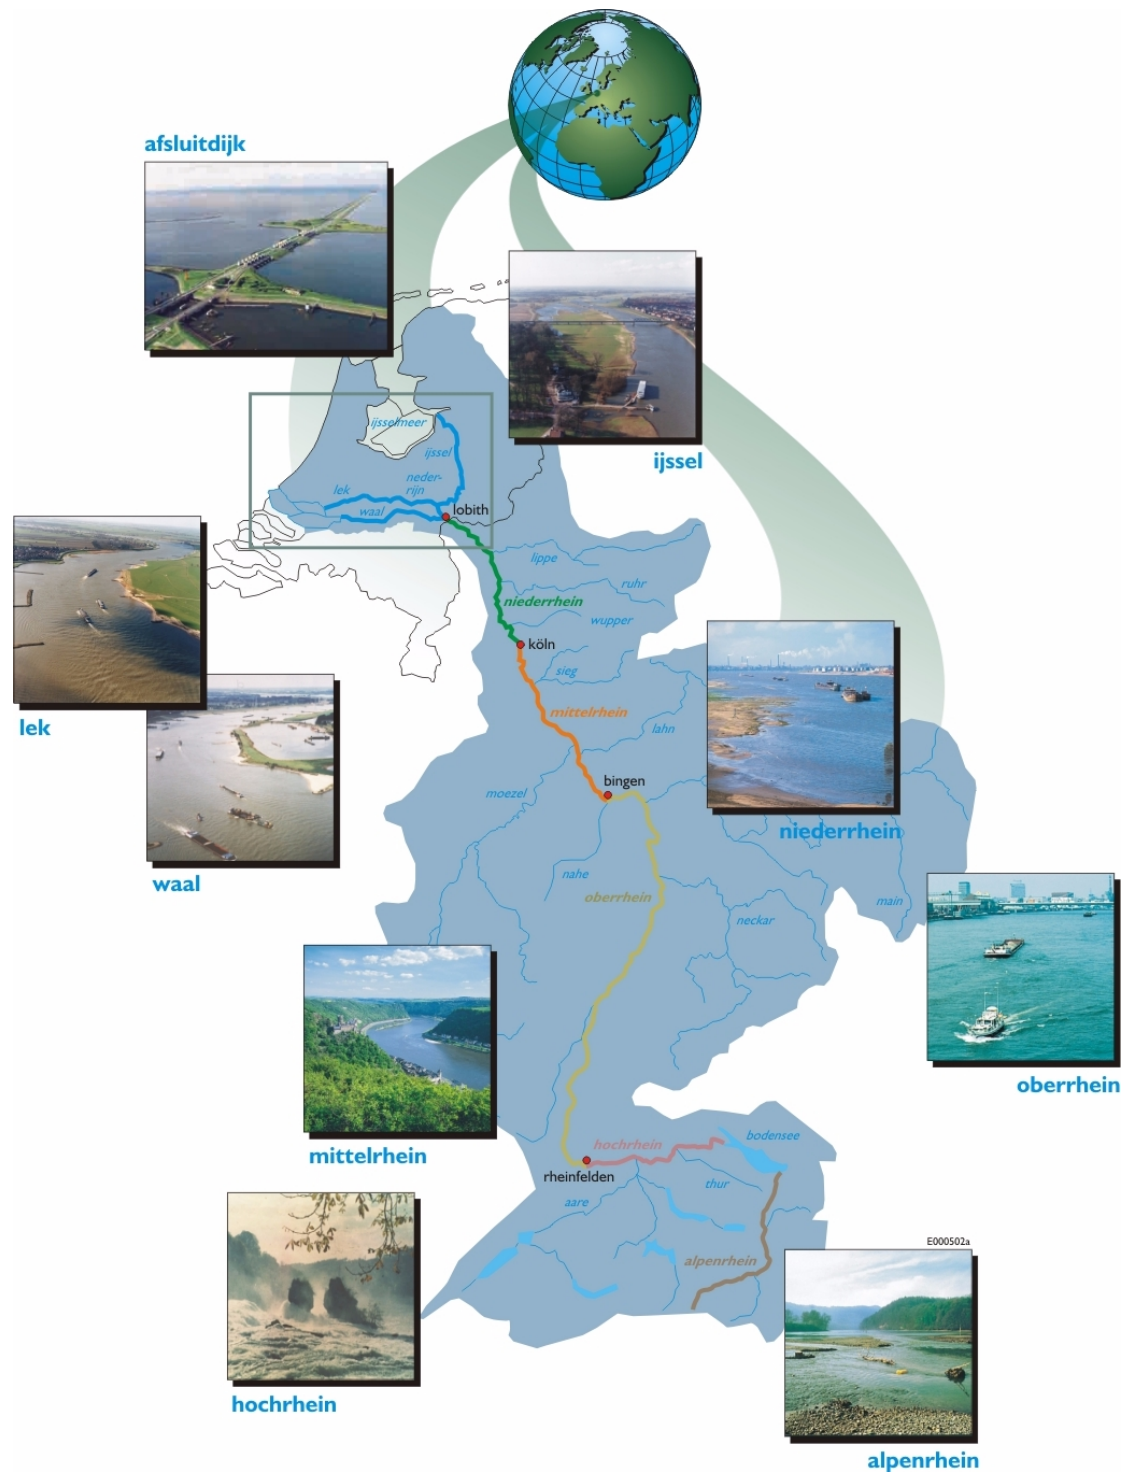 afsluitdijk
ijssel
ijsselmeer
ijssel
neder-
rijn
lek
waal
lobith
lippe
ruhr
niederrhein
wupper
köln
sieg
mittelrhein
lahn
lek
bingen
moezel
niederrhein
waal
nahe
oberrhein
main
neckar
oberrhein
mittelrhein
hochrhein
bodensee
rheinfelden
thur
aare
E000502a
alpenrhein
hochrhein
alpenrhein